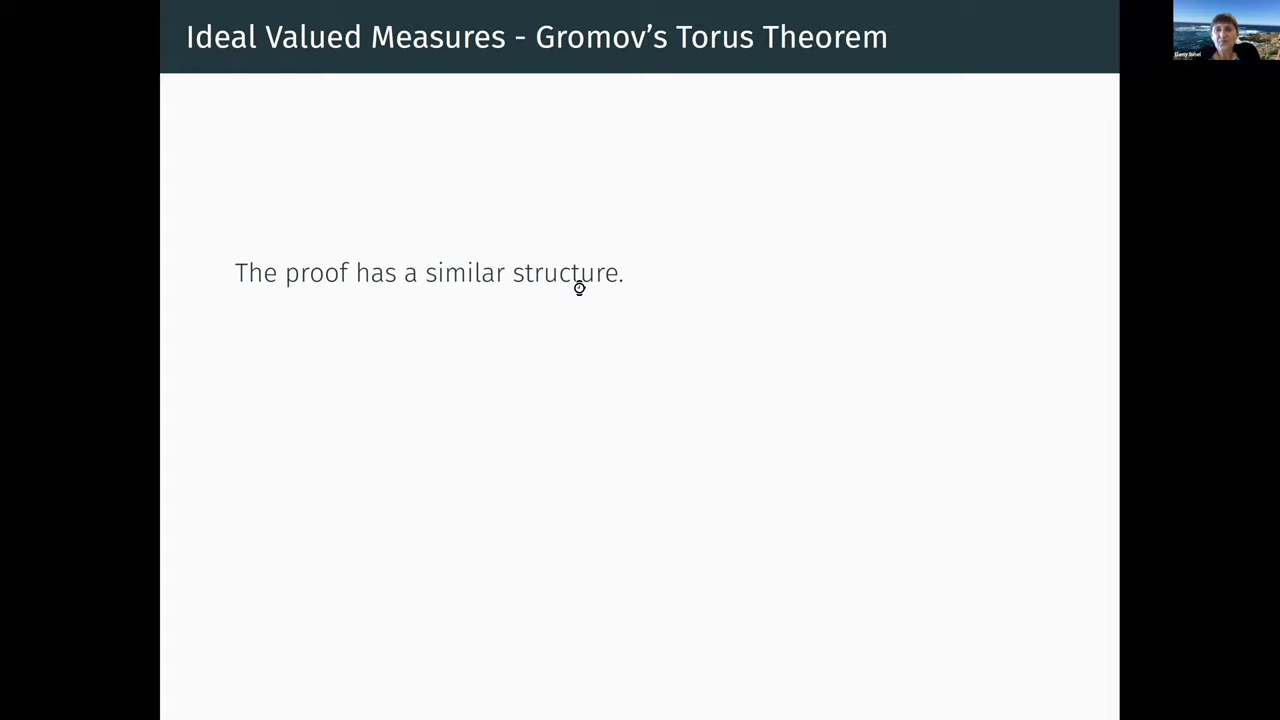 Ideal Valued Measures - Gromov's Torus Theorem
The proof has a similar structure.